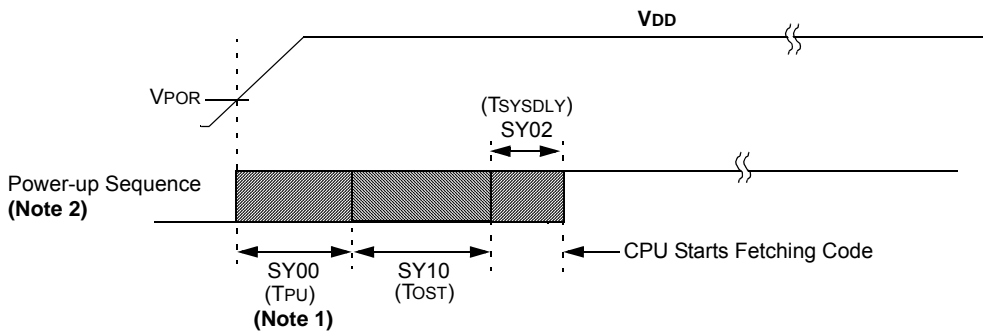 VDD
VPOR
(TSYSDLY)
SY02
Power-up Sequence
(Note 2)
CPU Starts Fetching Code
SY00
(TPU)
(Note 1)
SY10
(TOST)